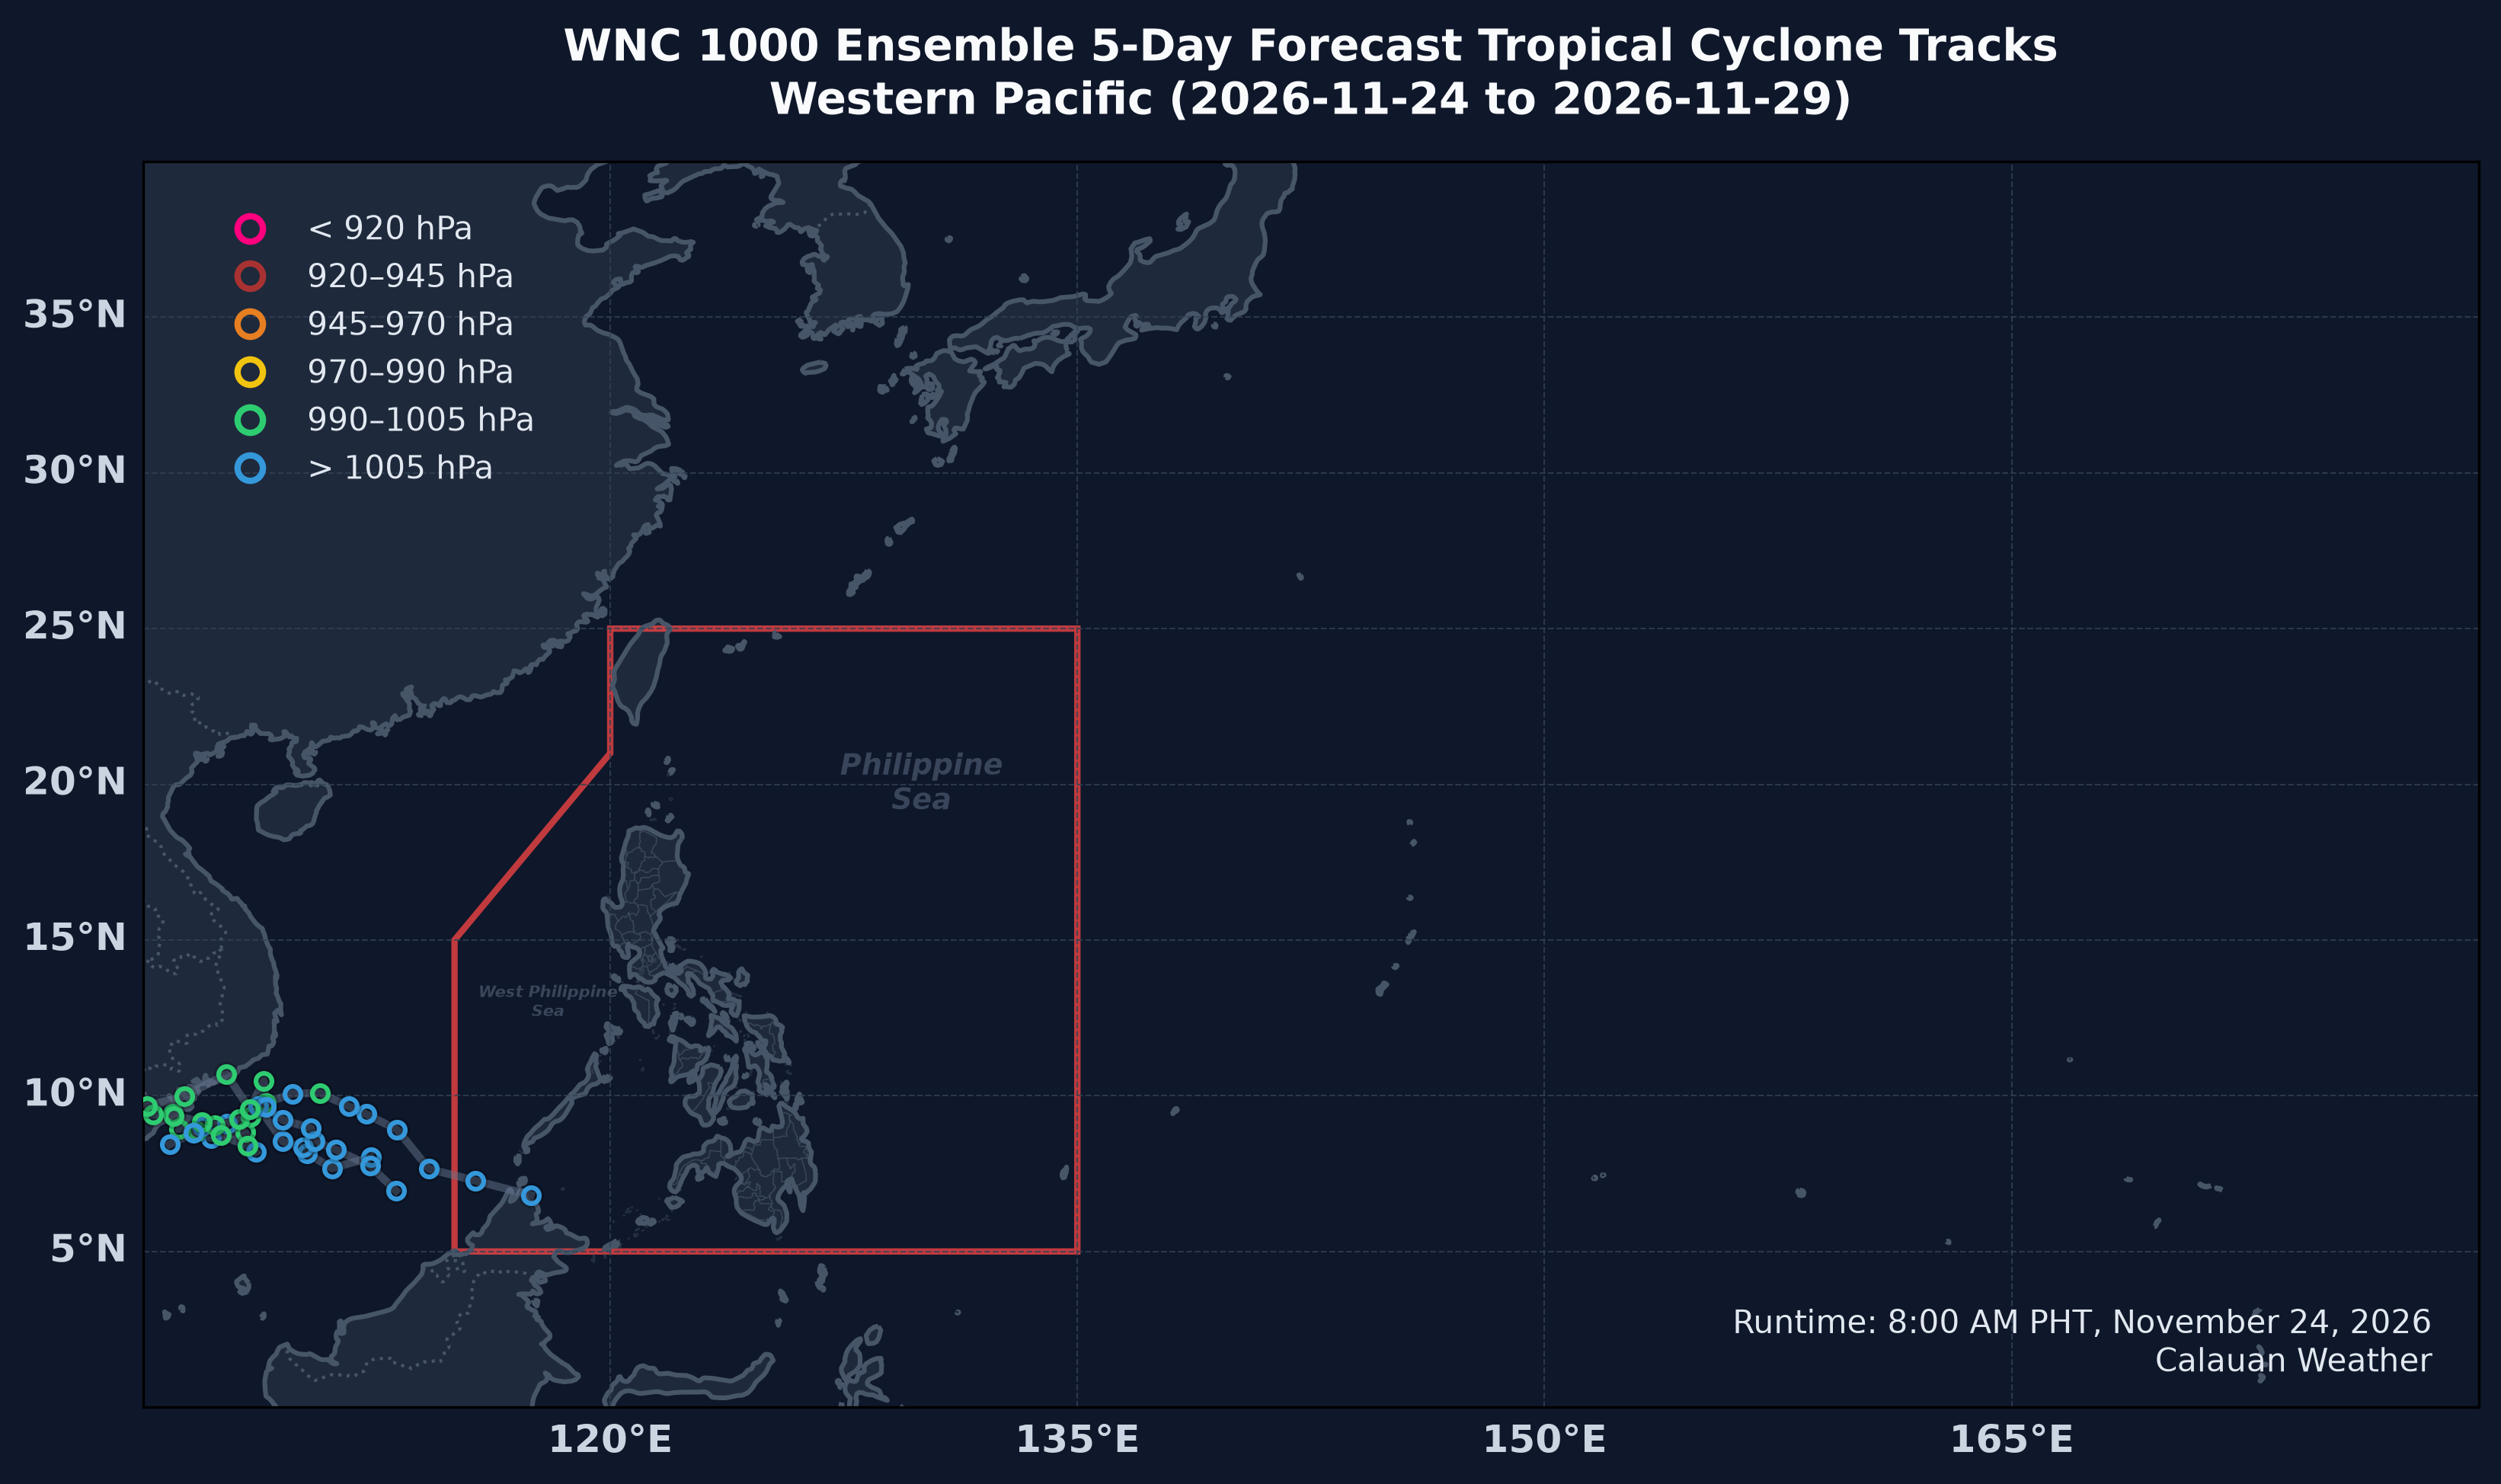 WNC 1000 Ensemble 5-Day Forecast Tropical Cyclone Tracks
Western Pacific (2026-11-24 to 2026-11-29)
< 920 hPa
920–945 hPa
945–970 hPa
970–990 hPa
990–1005 hPa
> 1005 hPa
35°N
30°N
25°N
20°N
15°N
10°N
5°N
Philippine
Sea
West Philippine
Sea
Runtime: 8:00 AM PHT, November 24, 2026
Calauan Weather
120°E
135°E
150°E
165°E